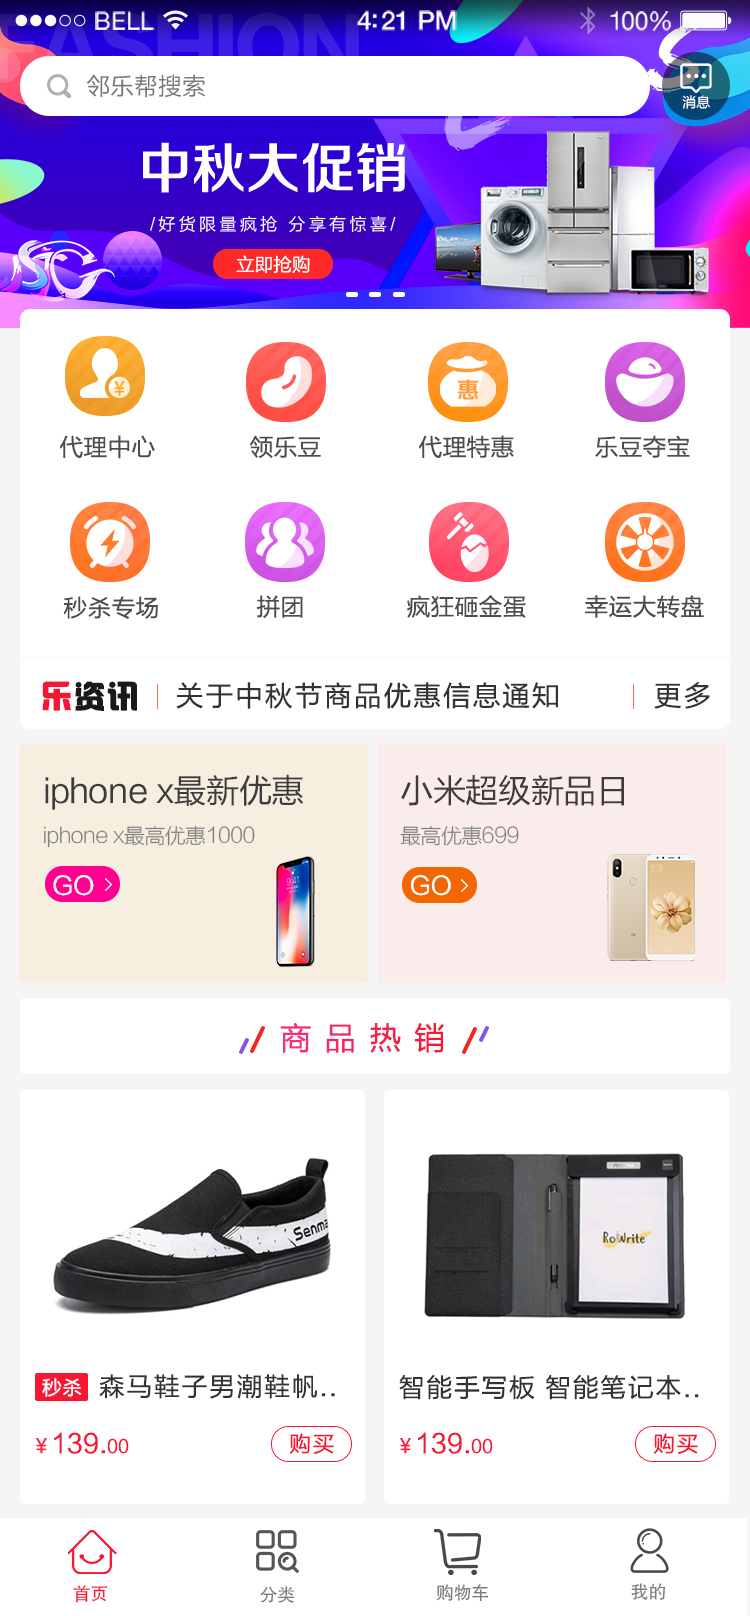 BELL 4:21 PM 100%
FASHION
邻乐帮搜索
消息
中秋大促销
/好货限量疯抢 分享有惊喜/
立即抢购
¥
惠
代理中心 领乐豆 代理特惠 乐豆夺宝
秒杀专场 拼团 疯狂砸金蛋 幸运大转盘
乐资讯 关于中秋节商品优惠信息通知 更多
iphone x最新优惠
iphone x最高优惠1000
GO
9:41
小米超级新品日
最高优惠699
GO
商品热销
Senma
RoWrite
秒杀 森马鞋子男潮鞋帆..
¥139.00 购买
智能手写板 智能笔记本..
¥139.00 购买
首页 分类 购物车 我的